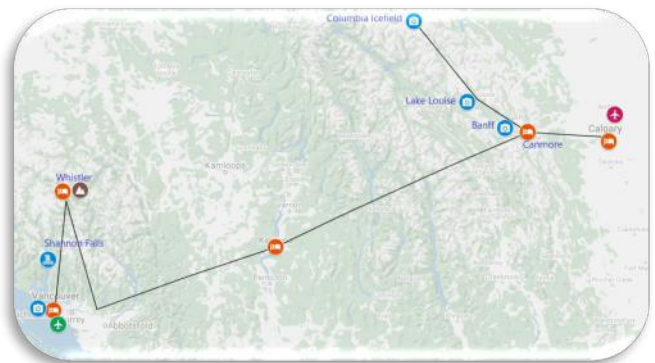 Columbia Icefield
Lake Louise
Banff
Calgary
Canmore
Kamloops
Whistler
Shannon Falls
Vancouver
Abbotsford